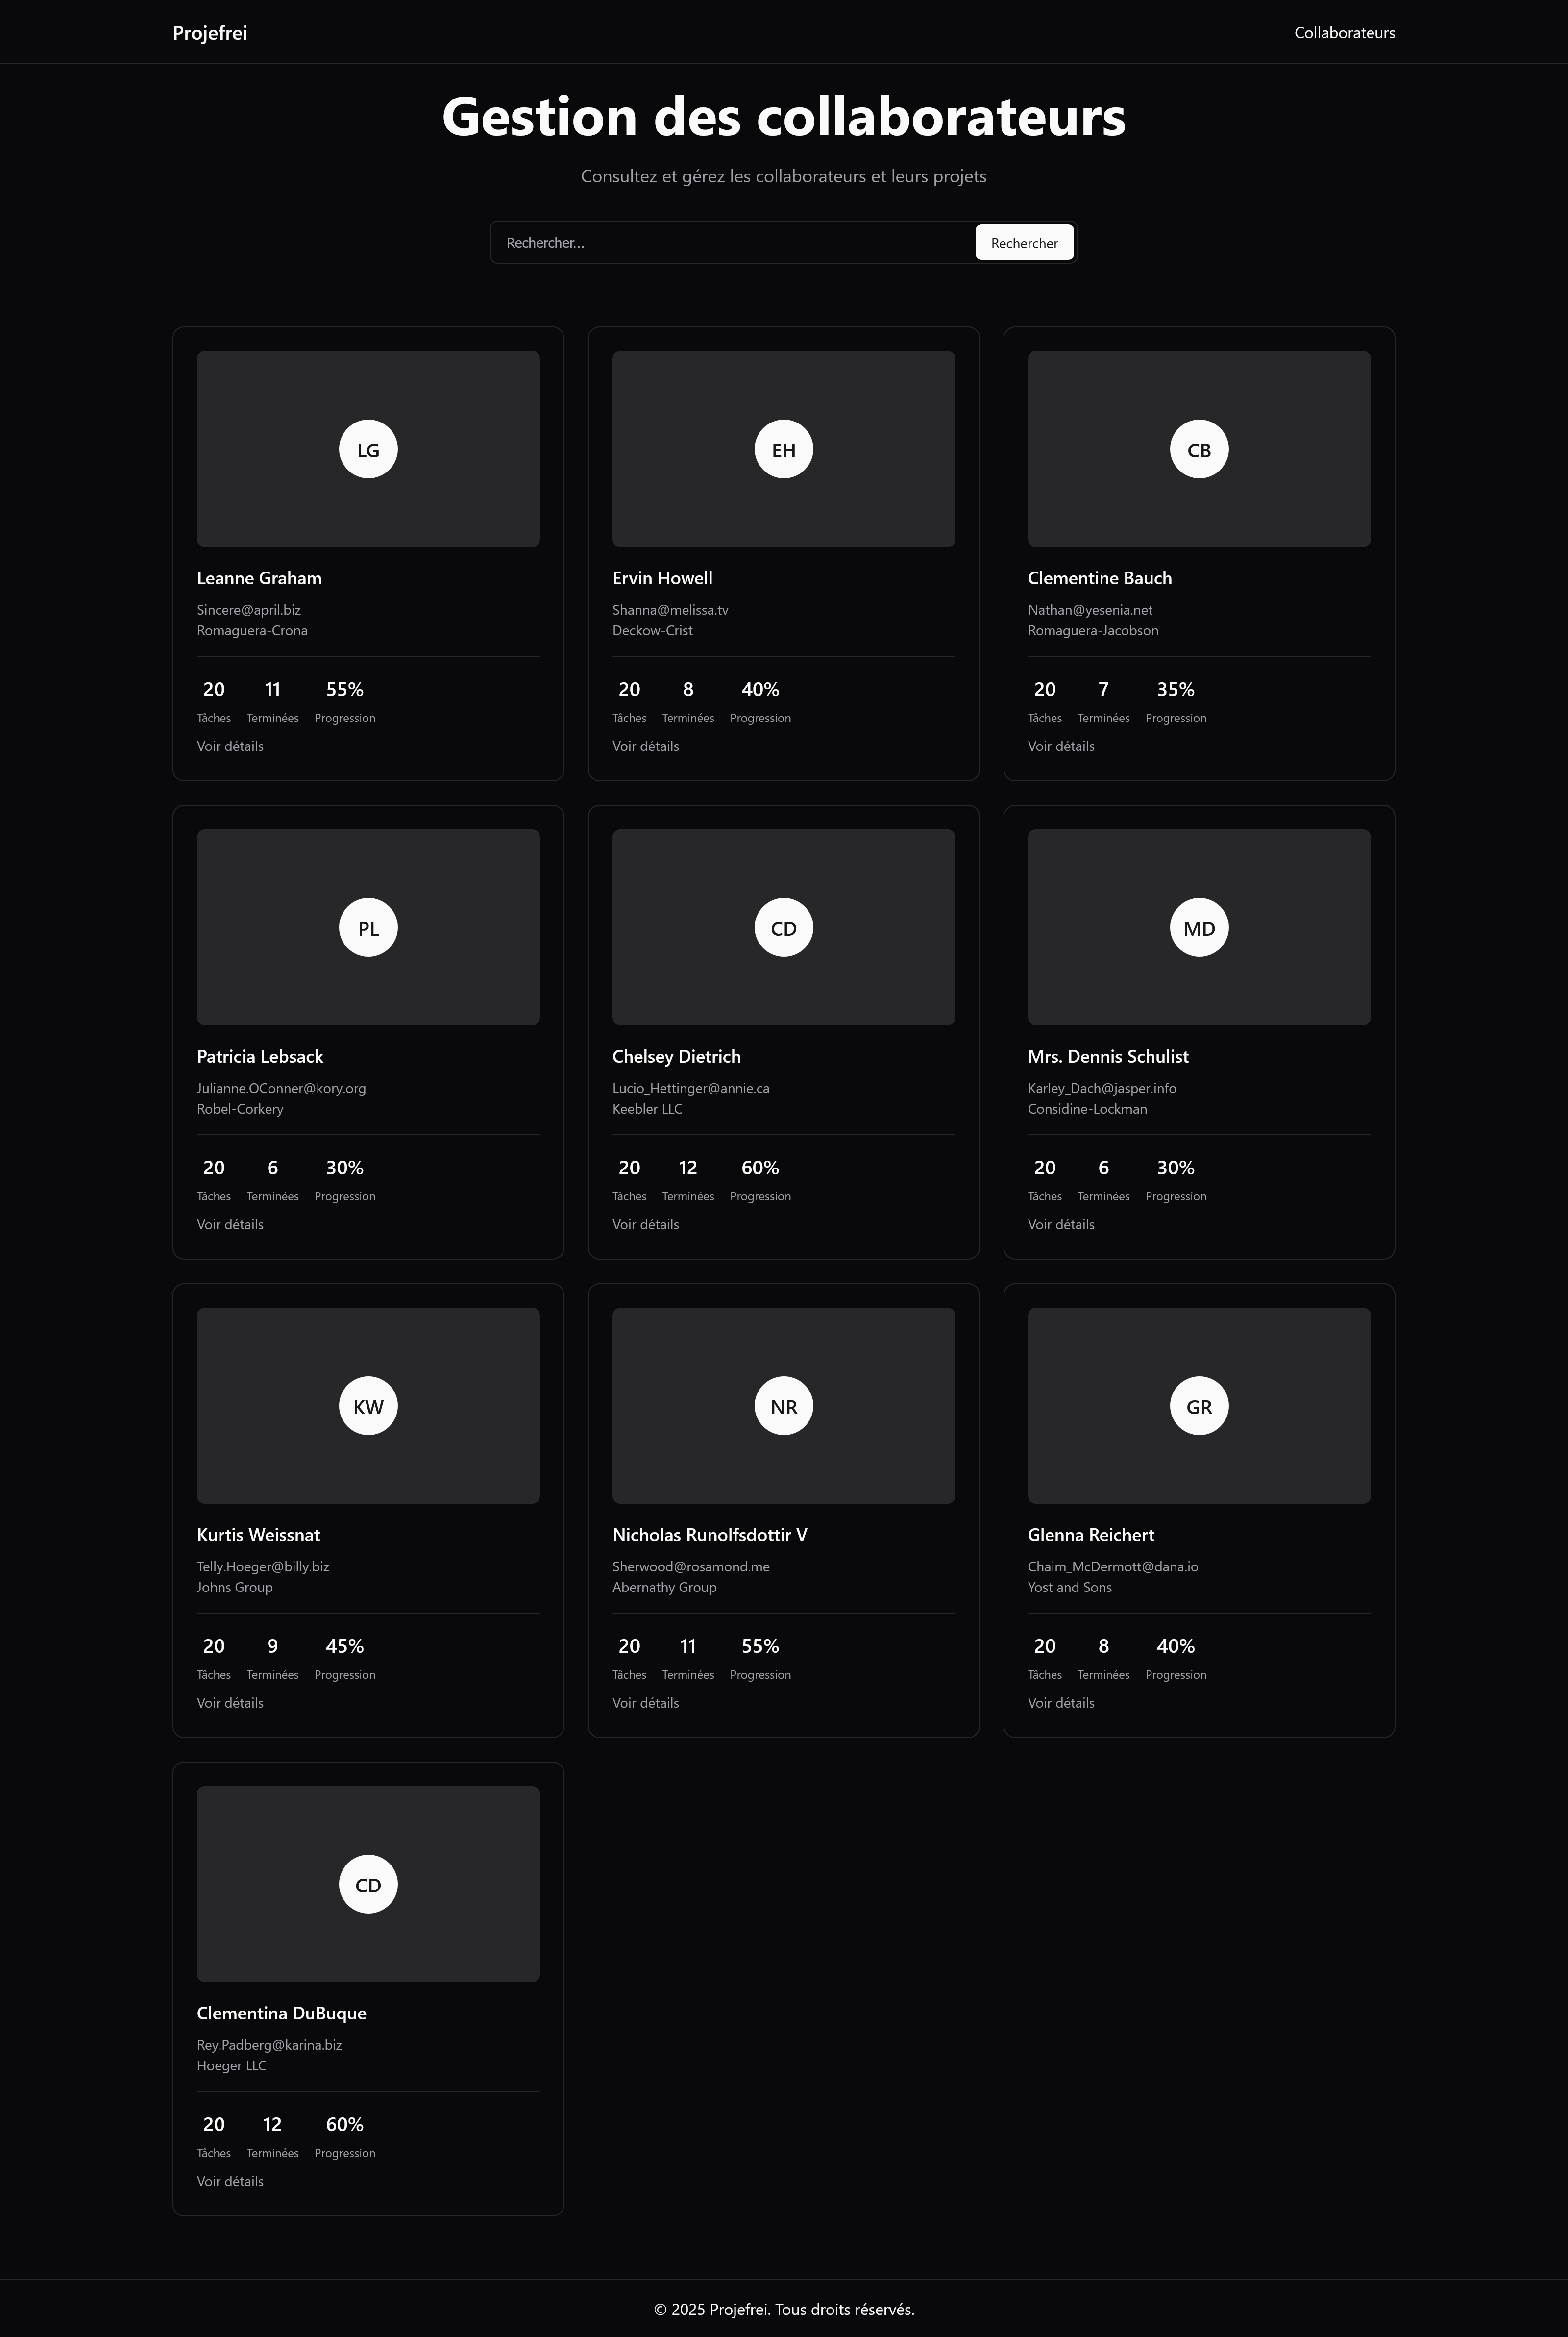 Projefrei Collaborateurs
Gestion des collaborateurs
Consultez et gérez les collaborateurs et leurs projets
Rechercher... Rechercher
LG
Leanne Graham
Sincere@april.biz
Romaguera-Crona
20 11 55%
Tâches Terminées Progression
Voir détails
EH
Ervin Howell
Shanna@melissa.tv
Deckow-Crist
20 8 40%
Tâches Terminées Progression
Voir détails
CB
Clementine Bauch
Nathan@yesenia.net
Romaguera-Jacobson
20 7 35%
Tâches Terminées Progression
Voir détails
PL
Patricia Lebsack
Julianne.OConner@kory.org
Robel-Corkery
20 6 30%
Tâches Terminées Progression
Voir détails
CD
Chelsey Dietrich
Lucio_Hettinger@annie.ca
Keebler LLC
20 12 60%
Tâches Terminées Progression
Voir détails
MD
Mrs. Dennis Schulist
Karley_Dach@jasper.info
Considine-Lockman
20 6 30%
Tâches Terminées Progression
Voir détails
KW
Kurtis Weissnat
Telly.Hoeger@billy.biz
Johns Group
20 9 45%
Tâches Terminées Progression
Voir détails
NR
Nicholas Runolfsdottir V
Sherwood@rosamond.me
Abernathy Group
20 11 55%
Tâches Terminées Progression
Voir détails
GR
Glenna Reichert
Chaim_McDermott@dana.io
Yost and Sons
20 8 40%
Tâches Terminées Progression
Voir détails
CD
Clementina DuBuque
Rey.Padberg@karina.biz
Hoeger LLC
20 12 60%
Tâches Terminées Progression
Voir détails
© 2025 Projefrei. Tous droits réservés.